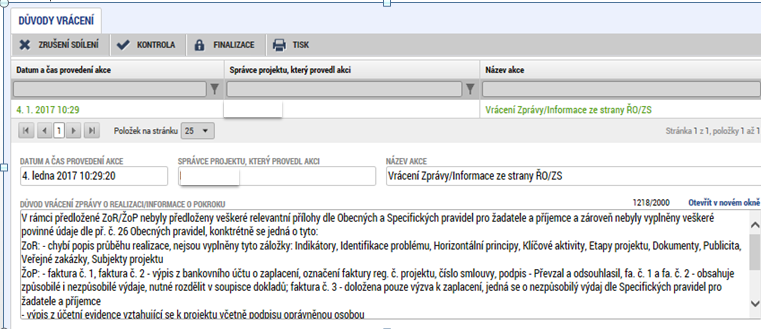 DŮVODY VRÁCENÍ
ZRUŠENÍ SDÍLENÍ KONTROLA FINALIZACE TISK
Datum a čas provedení akce Správce projektu, který provedl akci Název akce
4. 1. 2017 10:29 Vrácení Zprávy/Informace ze strany ŘO/ZS
1 Položek na stránku 25 Stránka 1 z 1, položky 1 až 1
DATUM A ČAS PROVEDENÍ AKCE SPRÁVCE PROJEKTU, KTERÝ PROVEDL AKCI NÁZEV AKCE
4. ledna 2017 10:29:20 Vrácení Zprávy/Informace ze strany ŘO/ZS
DŮVOD VRÁCENÍ ZPRÁVY O REALIZACI/INFORMACE O POKROKU 1218/2000 Otevřít v novém okně
V rámci předložené ZoR/ŽoP nebyly předloženy veškeré relevantní přílohy dle Obecných a Specifických pravidel pro žadatele a příjemce a zároveň nebyly vyplněny veškeré
povinné údaje dle př. č. 26 Obecných pravidel, konktrétně se jedná o tyto:
ZoR: - chybí popis průběhu realizace, nejsou vyplněny tyto záložky: Indikátory, Identifikace problému, Horizontální principy, Klíčové aktivity, Etapy projektu, Dokumenty, Publicita,
Veřejné zakázky, Subjekty projektu
ŽoP: - faktura č. 1, faktura č. 2 - výpis z bankovního účtu o zaplacení, označení faktury reg. č. projektu, číslo smlouvy, podpis - Převzal a odsouhlasil, fa. č. 1 a fa. č. 2 - obsahuje
způsobilé i nezpůsobilé výdaje, nutné rozdělit v soupisce dokladů; faktura č. 3 - doložena pouze výzva k zaplacení, jedná se o nezpůsobilý výdaj dle Specifických pravidel pro
žadatele a příjemce
- výpis z účetní evidence vztahující se k projektu včetně podpisu oprávněnou osobou